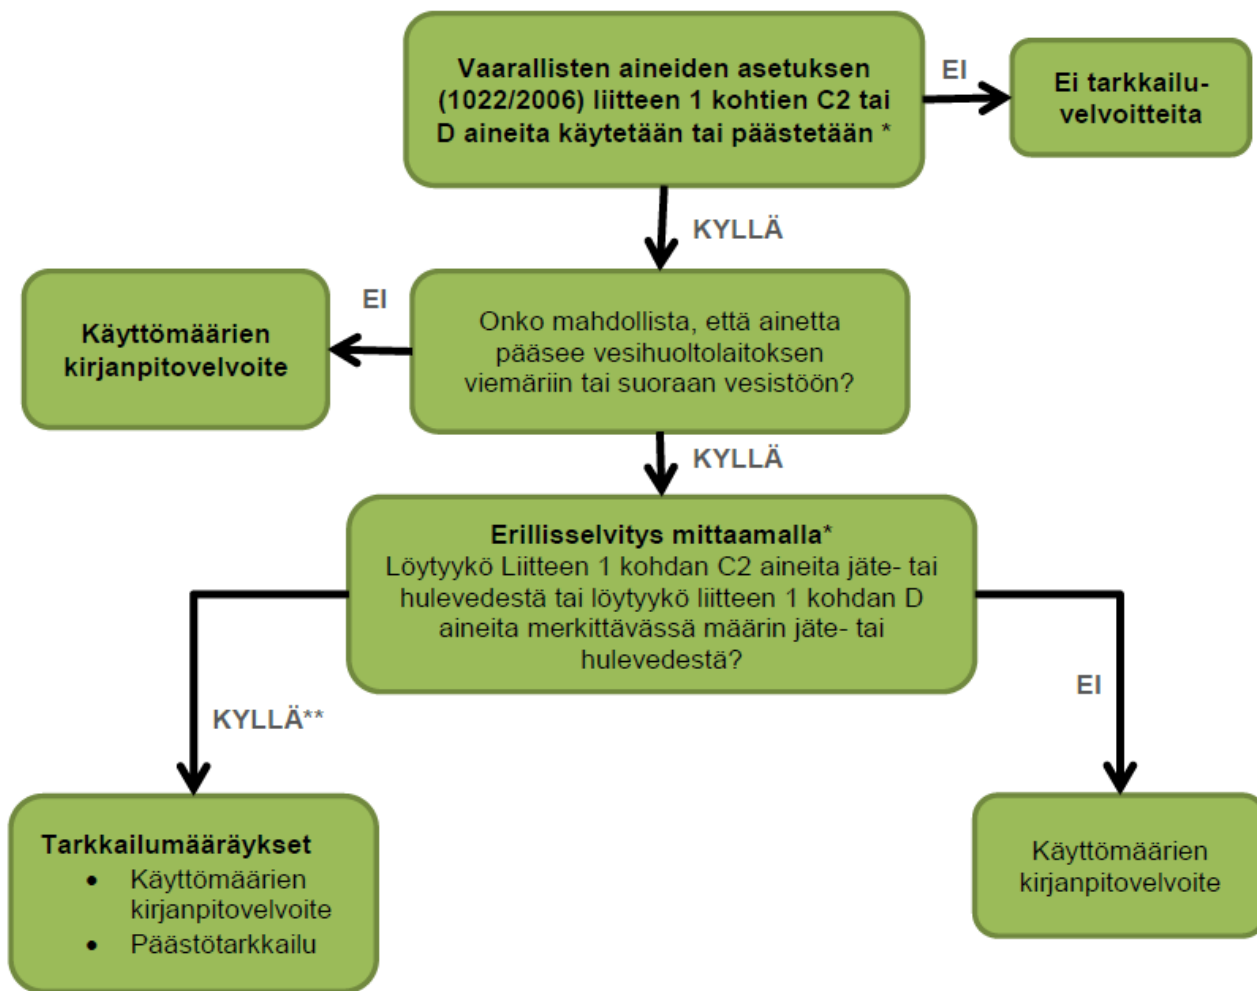 Vaarallisten aineiden asetuksen
(1022/2006) liitteen 1 kohtien C2 tai
D aineita käytetään tai päästetään *
EI
Ei tarkkailu-
velvoitteita
KYLLÄ
Käyttömäärien
kirjanpitovelvoite
EI
Onko mahdollista, että ainetta
pääsee vesihuoltolaitoksen
viemäriin tai suoraan vesistöön?
KYLLÄ
Erillisselvitys mittaamalla*
Löytyykö Liitteen 1 kohdan C2 aineita jäte- tai
hulevedestä tai löytyykö liitteen 1 kohdan D
aineita merkittävässä määrin jäte- tai
hulevedestä?
KYLLÄ**
EI
Tarkkailumääräykset
• Käyttömäärien
kirjanpitovelvoite
• Päästötarkkailu
Käyttömäärien
kirjanpitovelvoite